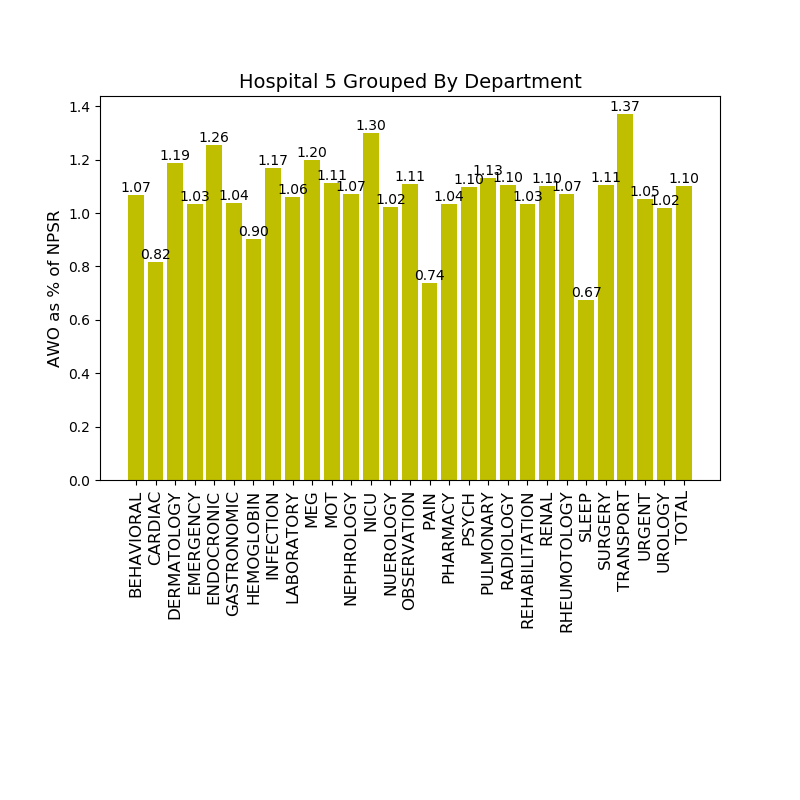 Hospital 5 Grouped By Department
AWO as % of NPSR
1.4
1.2
1.0
0.8
0.6
0.4
0.2
0.0
1.07
0.82
1.19
1.03
1.26
1.04
0.90
1.17
1.06
1.20
1.11
1.07
1.30
1.02
1.11
0.74
1.04
1.10
1.13
1.10
1.03
1.10
1.07
0.67
1.11
1.37
1.05
1.02
1.10
BEHAVIORAL
CARDIAC
DERMATOLOGY
EMERGENCY
ENDOCRONIC
GASTRONOMIC
HEMOGLOBIN
INFECTION
LABORATORY
MEG
MOT
NEPHROLOGY
NICU
NUEROLOGY
OBSERVATION
PAIN
PHARMACY
PSYCH
PULMONARY
RADIOLOGY
REHABILITATION
RENAL
RHEUMOTOLOGY
SLEEP
SURGERY
TRANSPORT
URGENT
UROLOGY
TOTAL